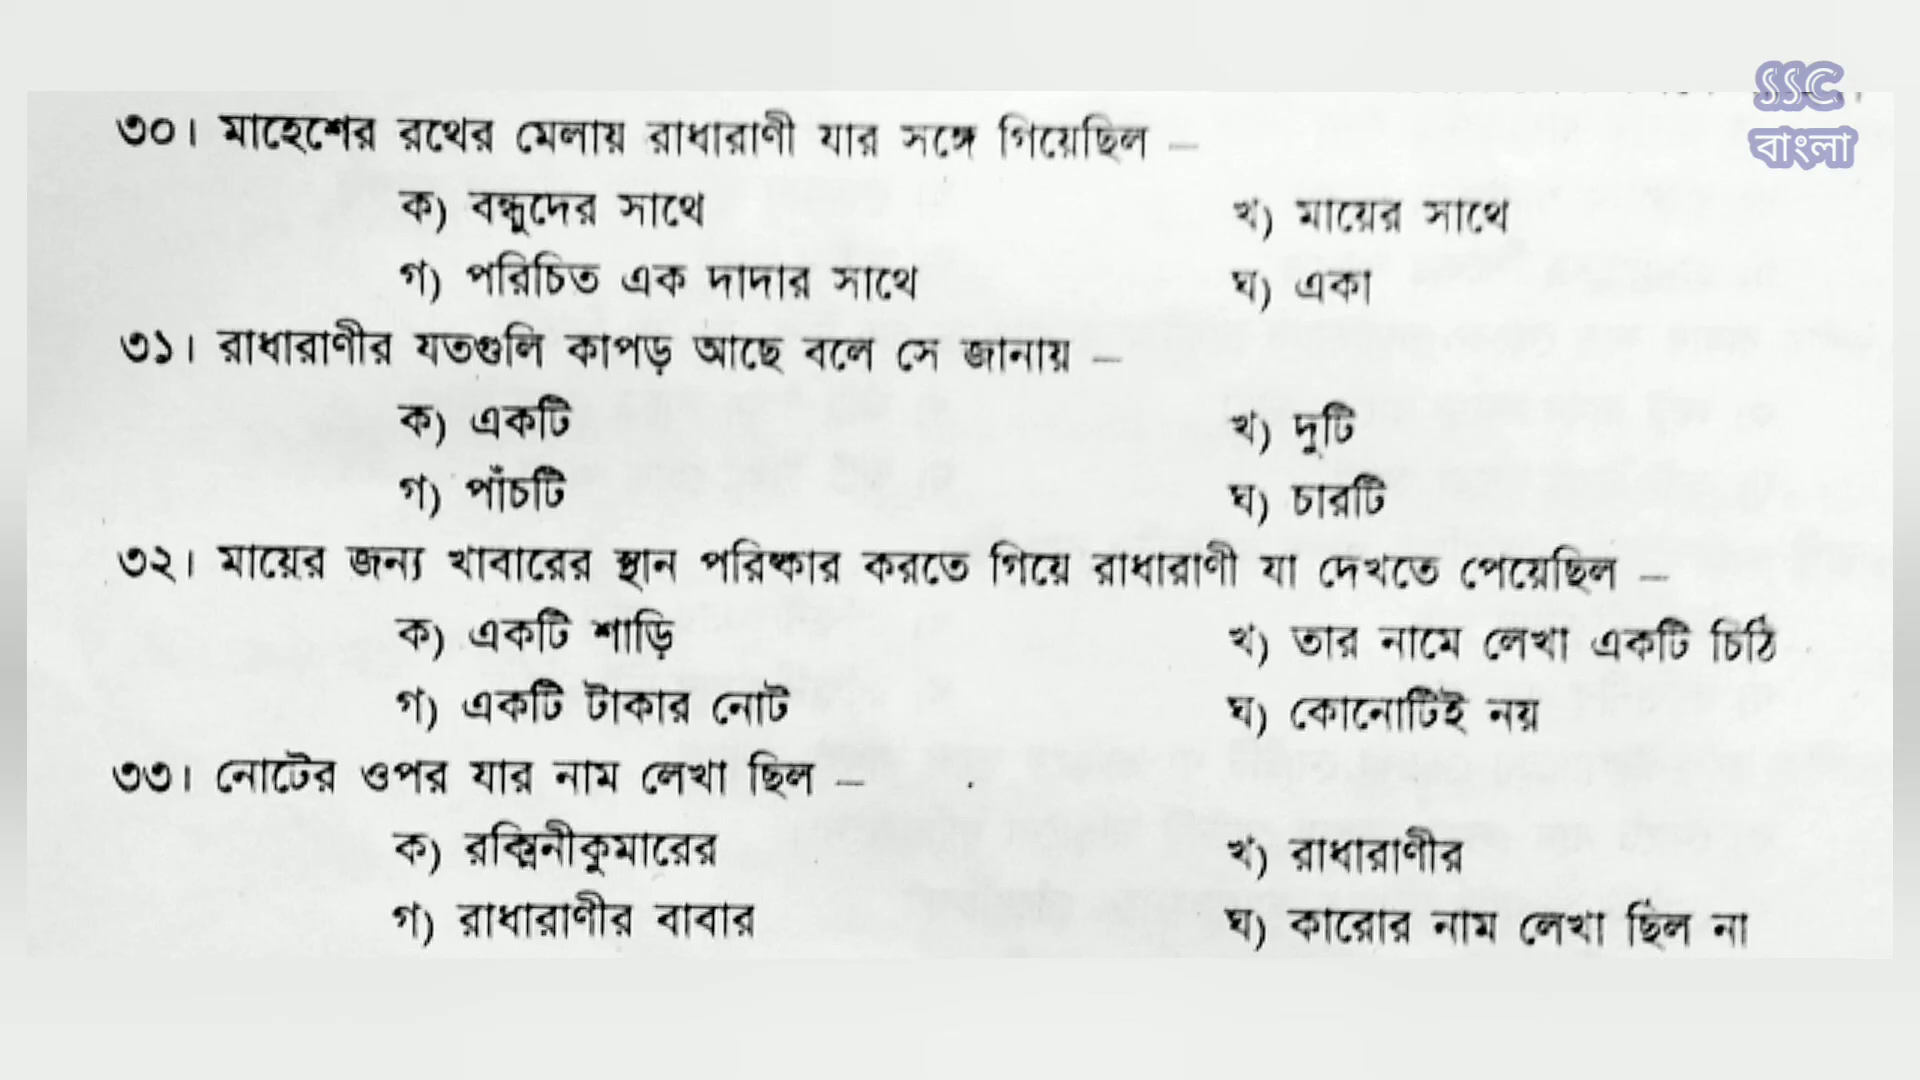 SSC
বাংলা
৩০। মাহেশের রথের মেলায় রাধারাণী যার সঙ্গে গিয়েছিল –
ক) বন্ধুদের সাথে খ) মায়ের সাথে
গ) পরিচিত এক দাদার সাথে ঘ) একা
৩১। রাধারাণীর যতগুলি কাপড় আছে বলে সে জানায় –
ক) একটি খ) দুটি
গ) পাঁচটি ঘ) চারটি
৩২। মায়ের জন্য খাবারের স্থান পরিষ্কার করতে গিয়ে রাধারাণী যা দেখতে পেয়েছিল –
ক) একটি শাড়ি খ) তার নামে লেখা একটি চিঠি
গ) একটি টাকার নোট ঘ) কোনোটিই নয়
৩৩। নোটের ওপর যার নাম লেখা ছিল –
ক) রুক্মিনীকুমারের খ) রাধারাণীর
গ) রাধারাণীর বাবার ঘ) কারোর নাম লেখা ছিল না